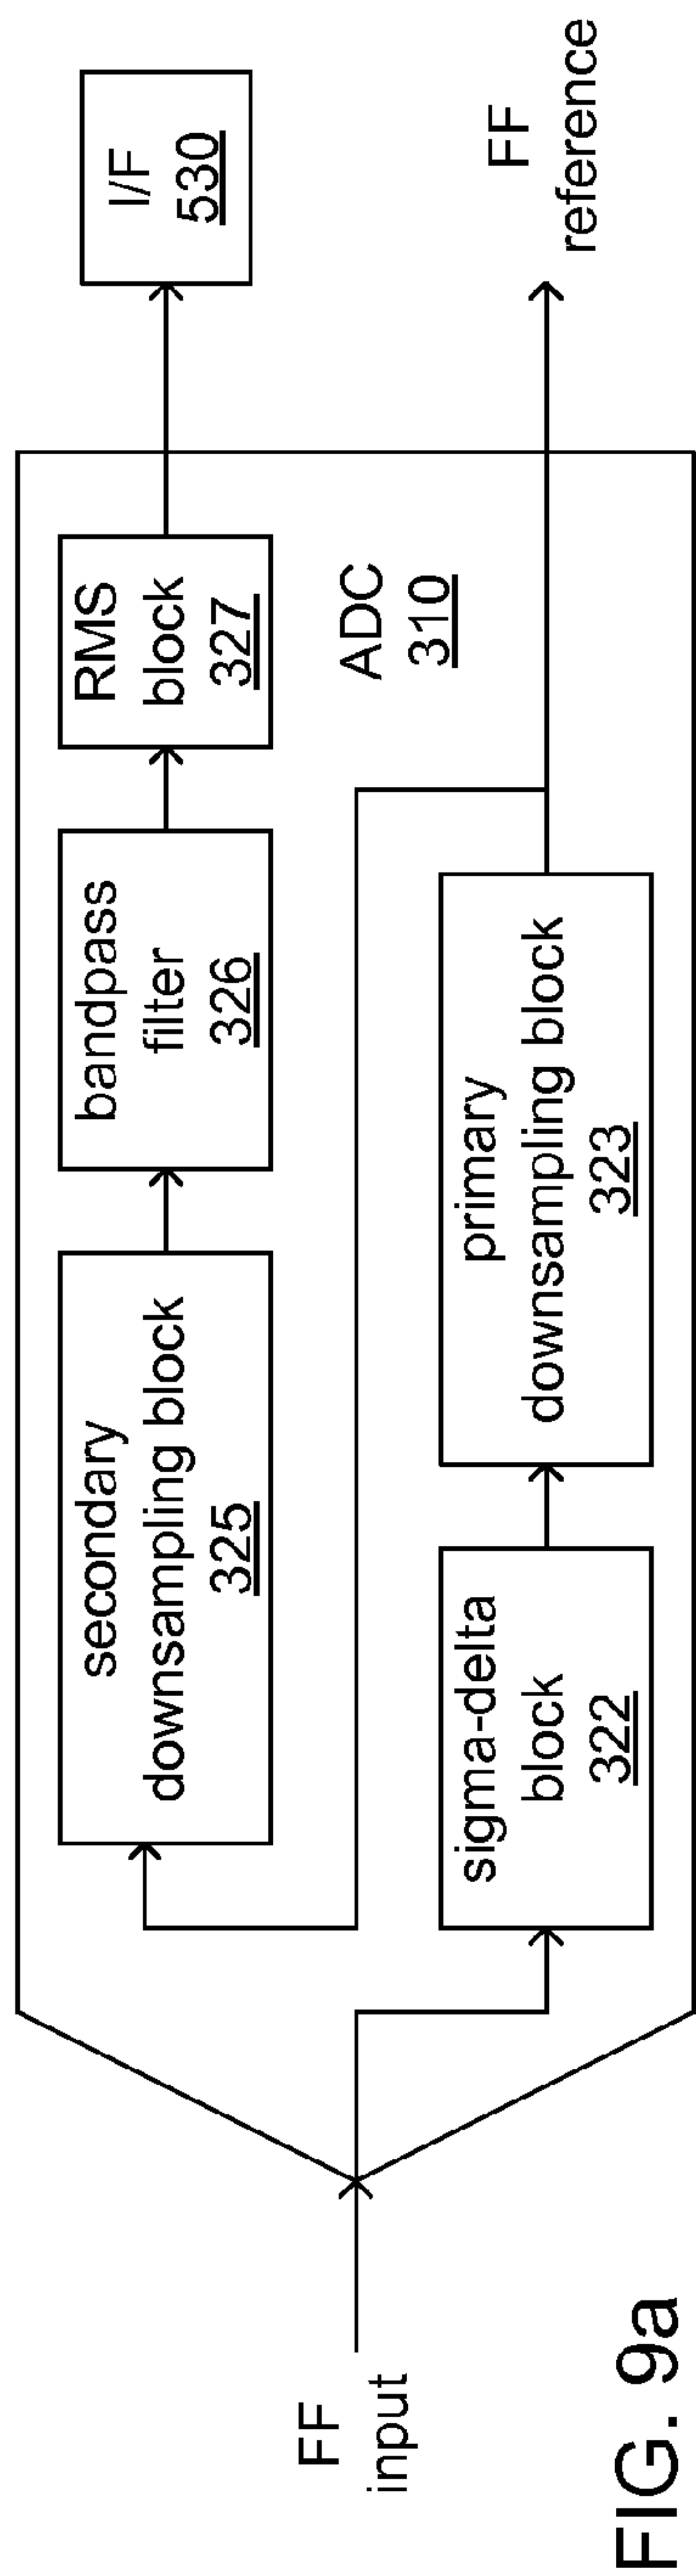 secondary
downsampling block
325
bandpass
filter
326
RMS
block
327
I/F
530
FF
input
ADC
310
sigma-delta
block
322
primary
downsampling block
323
FF
reference
FIG. 9a